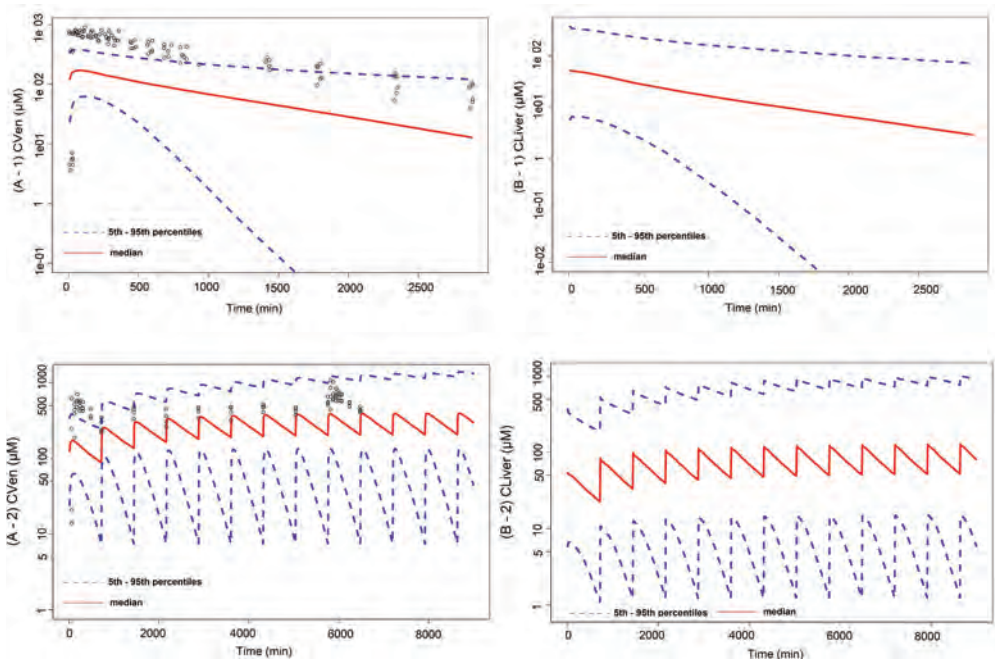 (A - 1) CVen (µM)
1e 03
1e 02
1e 01
1
1e-01
5th - 95th percentiles
median
0 500 1000 1500 2000 2500
Time (min)
(B - 1) CLiver (µM)
1e 02
1e 01
1
1e-01
1e-02
5th - 95th percentiles
median
0 500 1000 1500 2000 2500
Time (min)
(A - 2) CVen (µM)
1000
500
100
50
10
5
1
5th - 95th percentiles
median
0 2000 4000 6000 8000
Time (min)
(B - 2) CLiver (µM)
1000
500
100
50
10
5
1
5th - 95th percentiles median
0 2000 4000 6000 8000
Time (min)